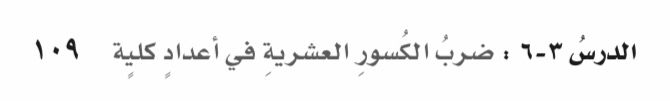 الدرسُ ٣-٦ : ضربُ الكُسورِ العشريةِ في أعدادٍ كليةٍ ١٠٩